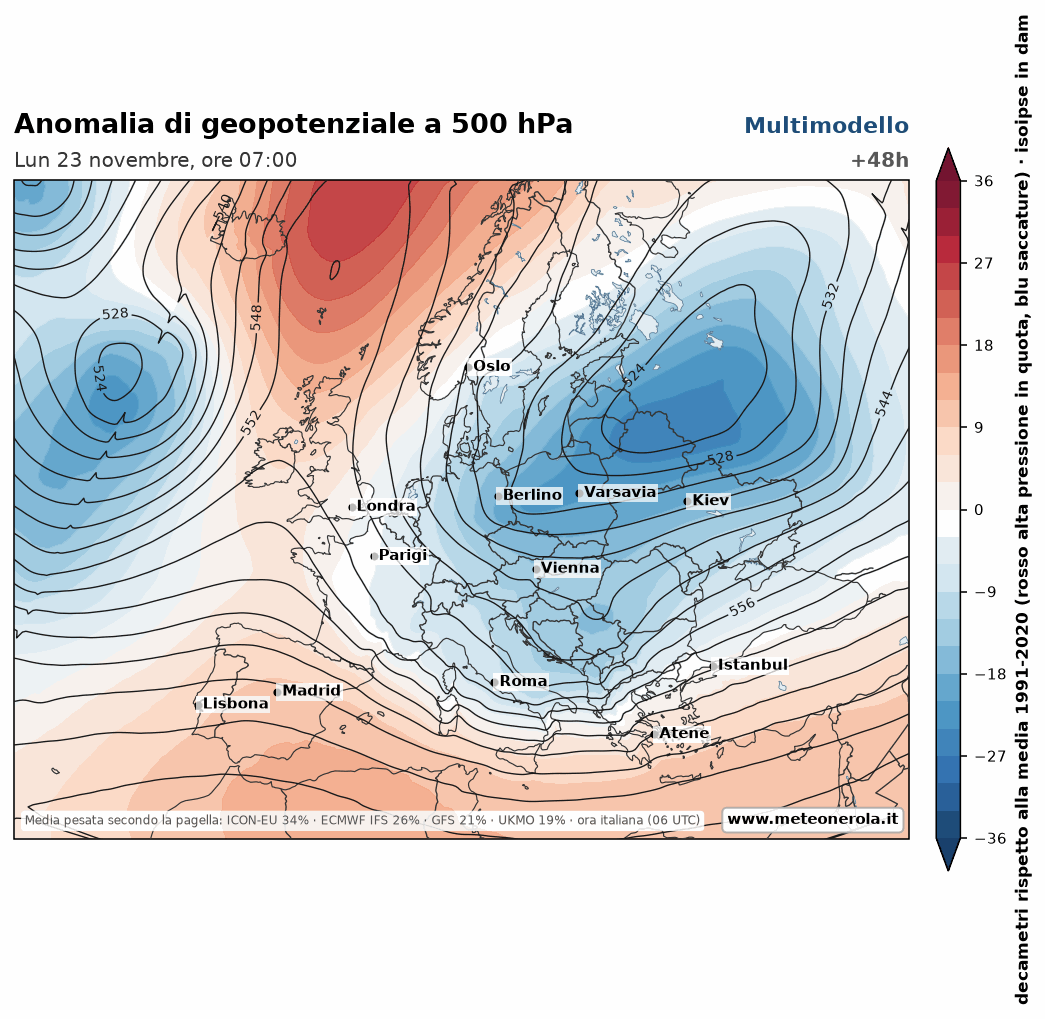 Anomalia di geopotenziale a 500 hPa
Multimodello
Lun 23 novembre, ore 07:00
+48h
540
528
548
532
524
552
524
544
528
556
Oslo
Berlino
Varsavia
Kiev
Londra
Parigi
Vienna
Istanbul
Roma
Madrid
Lisbona
Atene
Media pesata secondo la pagella: ICON-EU 34% · ECMWF IFS 26% · GFS 21% · UKMO 19% · ora italiana (06 UTC)
www.meteonerola.it
36
27
18
9
0
−9
−18
−27
−36
decametri rispetto alla media 1991-2020 (rosso alta pressione in quota, blu saccature) · isoipse in dam